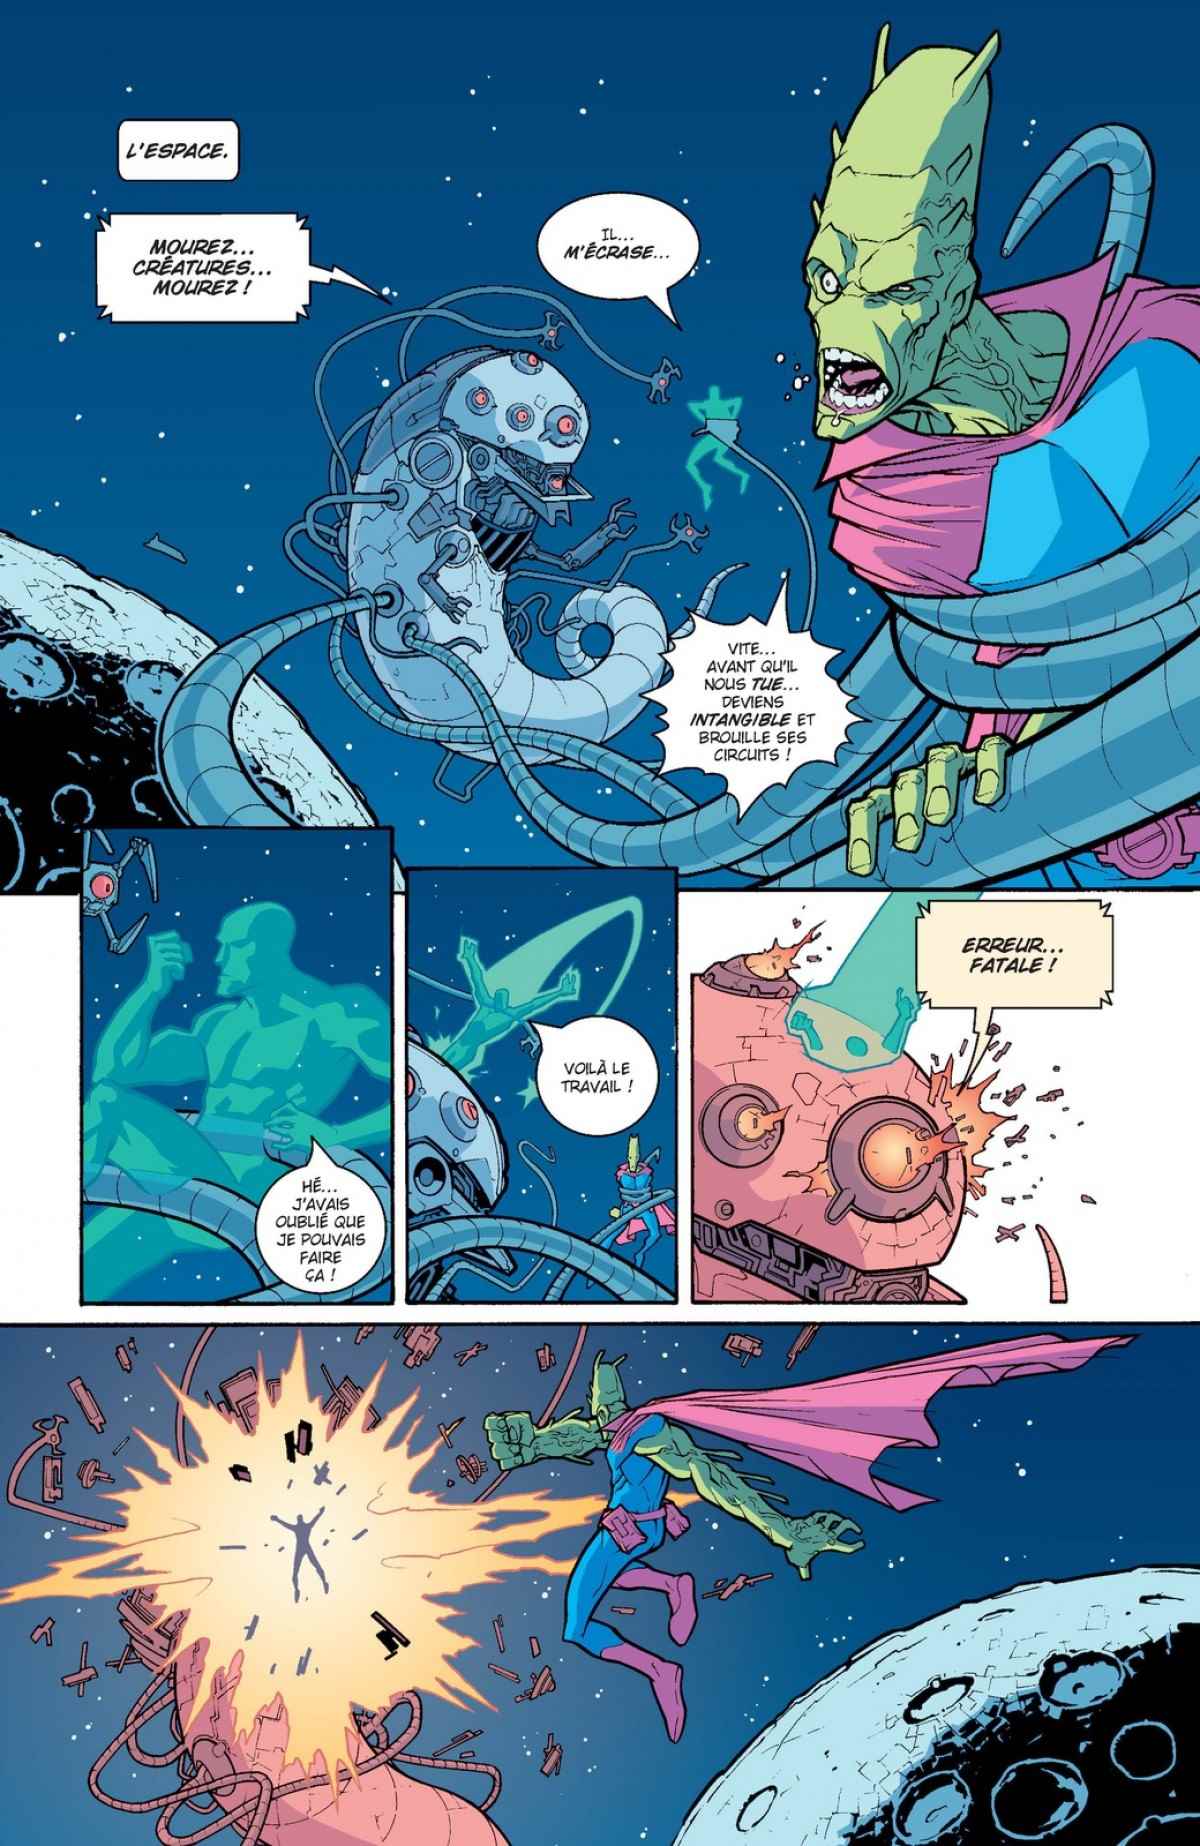 L'ESPACE.
MOUREZ...
CRÉATURES...
MOUREZ !
IL...
M'ÉCRASE...
VITE...
AVANT QU'IL
NOUS TUE...
DEVIENS
INTANGIBLE ET
BROUILLE SES
CIRCUITS !
HÉ...
J'AVAIS
OUBLIÉ QUE
JE POUVAIS
FAIRE
ÇA !
VOILÀ LE
TRAVAIL !
ERREUR...
FATALE !